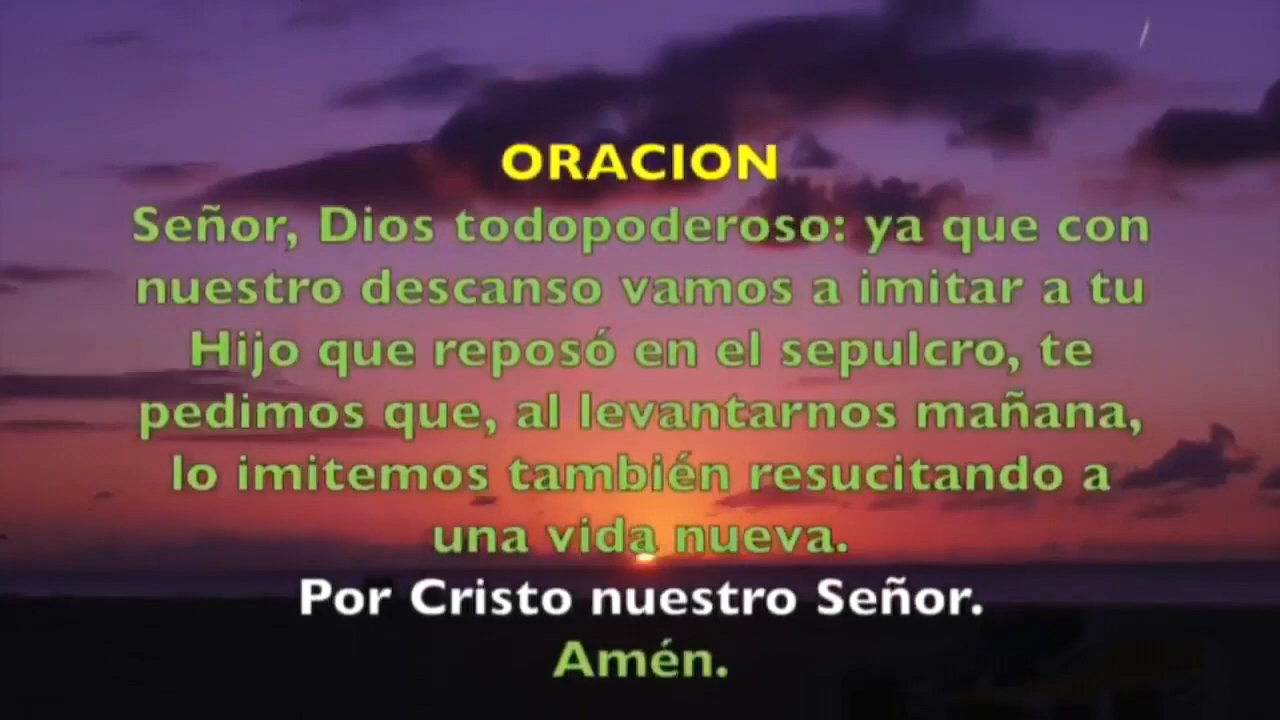 ORACION
Señor, Dios todopoderoso: ya que con
nuestro descanso vamos a imitar a tu
Hijo que reposó en el sepulcro, te
pedimos que, al levantarnos mañana,
lo imitemos también resucitando a
una vida nueva.
Por Cristo nuestro Señor.
Amén.